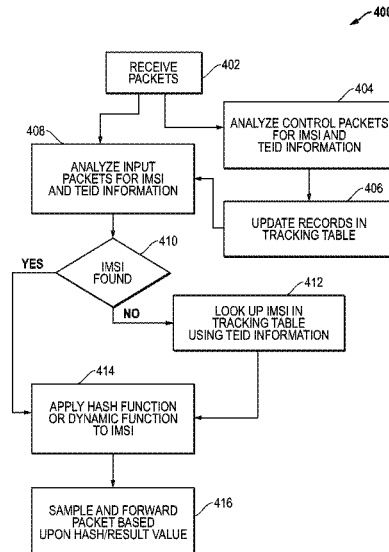 400
RECEIVE
PACKETS
402
404
ANALYZE CONTROL PACKETS
FOR IMSI AND
TEID INFORMATION
408
ANALYZE INPUT
PACKETS FOR IMSI
AND TEID INFORMATION
406
UPDATE RECORDS IN
TRACKING TABLE
410
YES
IMSI
FOUND
NO
412
LOOK UP IMSI IN
TRACKING TABLE
USING TEID INFORMATION
414
APPLY HASH FUNCTION
OR DYNAMIC FUNCTION
TO IMSI
SAMPLE AND FORWARD
PACKET BASED
UPON HASH/RESULT VALUE
416